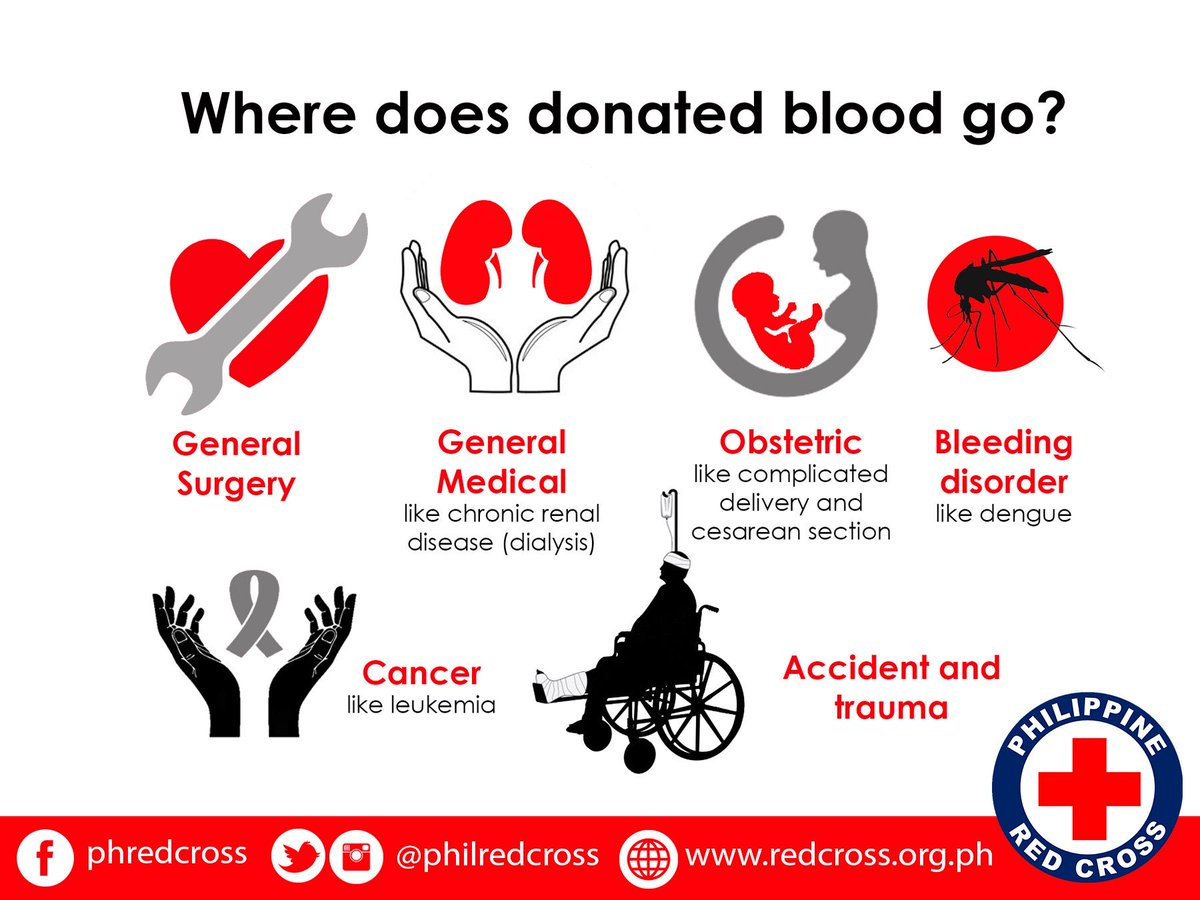 Where does donated blood go?
General
Surgery
General
Medical
like chronic renal
disease (dialysis)
Obstetric
like complicated
delivery and
cesarean section
Bleeding
disorder
like dengue
Cancer
like leukemia
Accident and
trauma
PHILIPPINE
RED CROSS
phredcross
@philredcross
www.redcross.org.ph